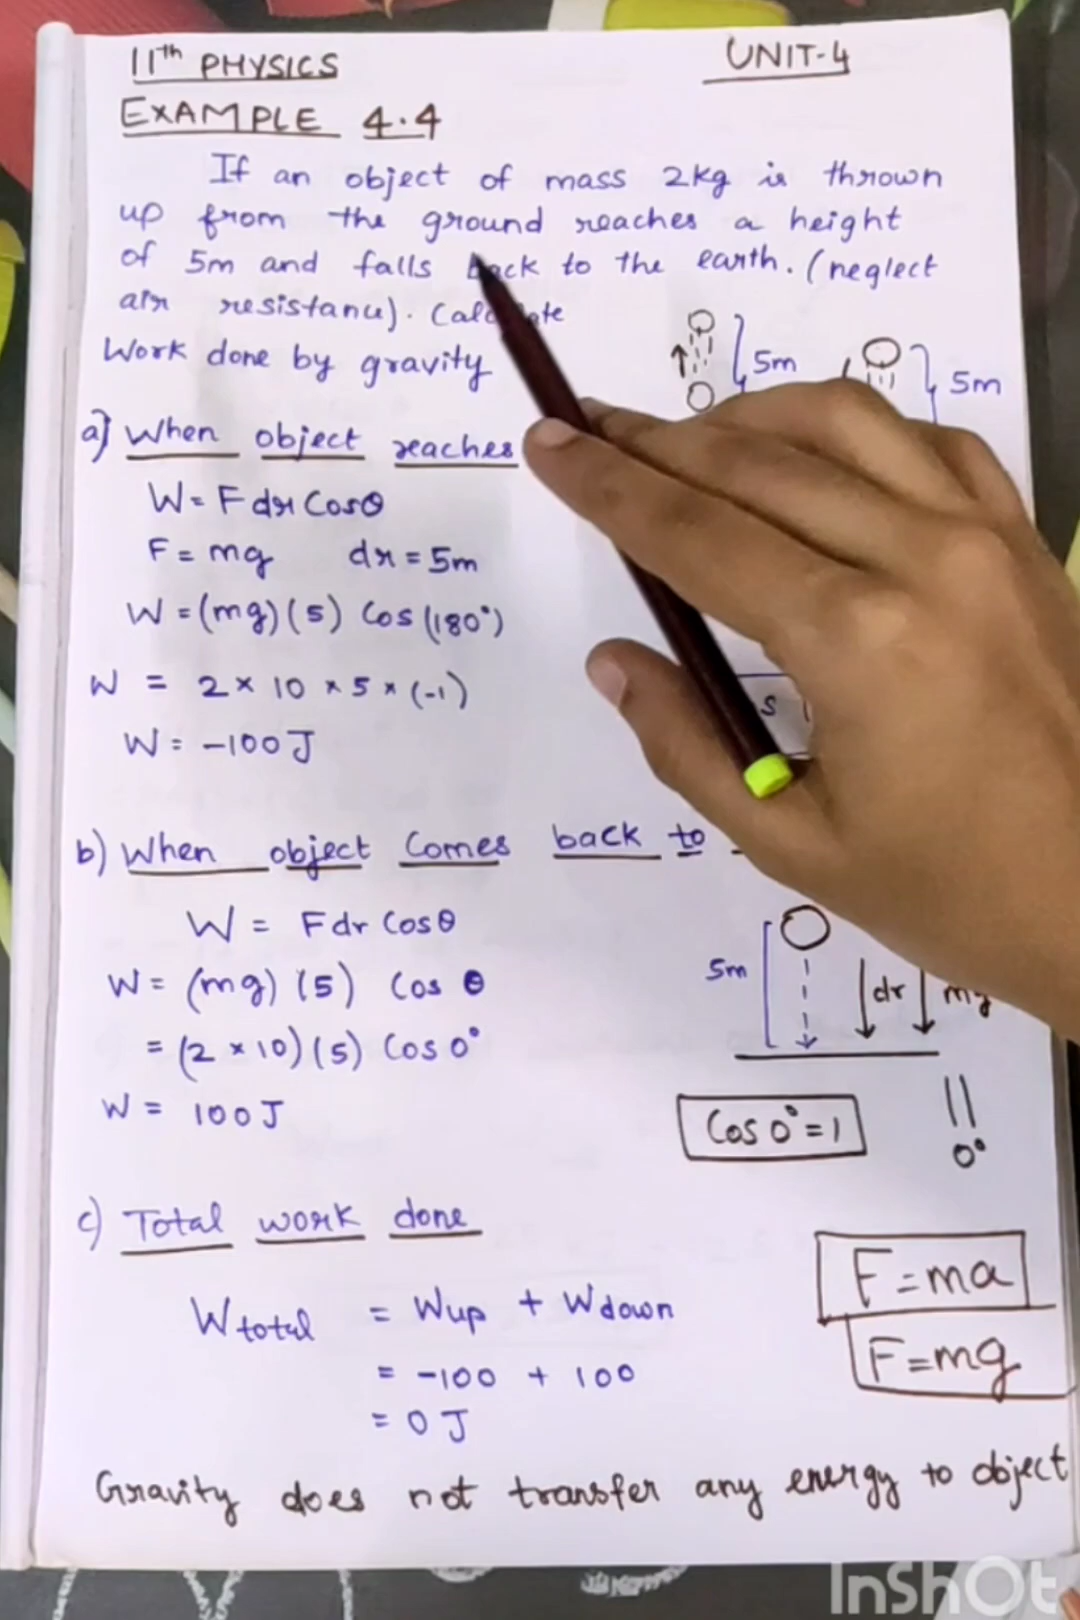 11th PHYSICS
UNIT-4
EXAMPLE 4.4
If an object of mass 2kg is thrown
up from the ground reaches a height
of 5m and falls back to the earth. (neglect
air resistance). Calculate
Work done by gravity
5m
5m
a) When object reaches
W = F dr Cosθ
F = mg dr = 5m
W = (mg) (5) Cos (180°)
W = 2 × 10 × 5 × (-1)
W = -100 J
b) When object Comes back to
W = F dr Cosθ
W = (mg) (5) Cos θ
= (2 × 10) (5) Cos 0°
W = 100 J
5m
dr
mg
Cos 0° = 1
0°
c) Total work done
W total = Wup + Wdown
= -100 + 100
= 0 J
F = ma
F = mg
Gravity does not transfer any energy to object
InShOt